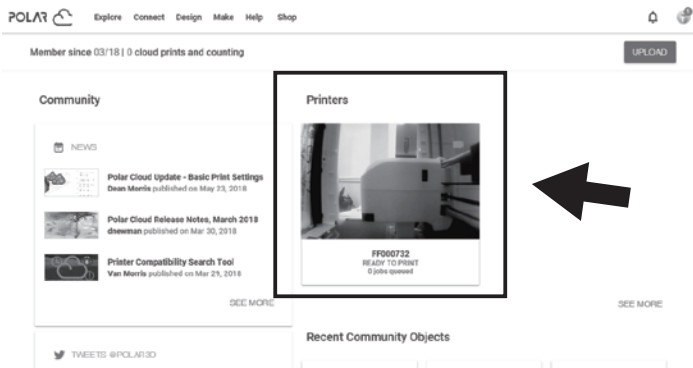 POLAR
Explore Connect Design Make Help Shop
Member since 03/18 | 0 cloud prints and counting
UPLOAD
Community
NEWS
Polar Cloud Update - Basic Print Settings
Dean Morris published on May 23, 2018
Polar Cloud Release Notes, March 2018
dnewman published on Mar 30, 2018
Printer Compatibility Search Tool
Van Morris published on Mar 29, 2018
SEE MORE
TWEETS @POLAR3D
Printers
FF000732
READY TO PRINT
0 jobs queued
SEE MORE
Recent Community Objects